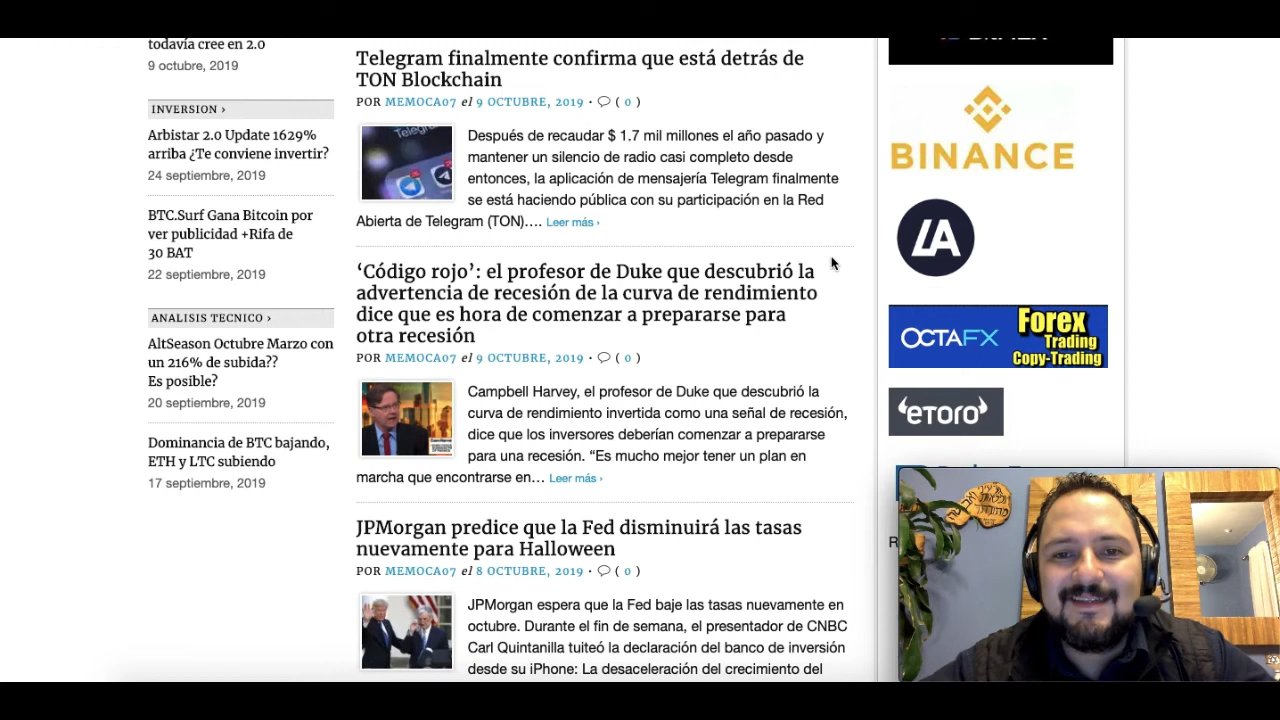 todavía cree en 2.0
9 octubre, 2019
INVERSION ›
Arbistar 2.0 Update 1629%
arriba ¿Te conviene invertir?
24 septiembre, 2019
BTC.Surf Gana Bitcoin por
ver publicidad +Rifa de
30 BAT
22 septiembre, 2019
ANALISIS TECNICO ›
AltSeason Octubre Marzo con
un 216% de subida??
Es posible?
20 septiembre, 2019
Dominancia de BTC bajando,
ETH y LTC subiendo
17 septiembre, 2019
Telegram finalmente confirma que está detrás de
TON Blockchain
POR MEMOCA07 el 9 OCTUBRE, 2019 • ( 0 )
Telegram
Después de recaudar $ 1.7 mil millones el año pasado y
mantener un silencio de radio casi completo desde
entonces, la aplicación de mensajería Telegram finalmente
se está haciendo pública con su participación en la Red
Abierta de Telegram (TON)…. Leer más ›
‘Código rojo’: el profesor de Duke que descubrió la
advertencia de recesión de la curva de rendimiento
dice que es hora de comenzar a prepararse para
otra recesión
POR MEMOCA07 el 9 OCTUBRE, 2019 • ( 0 )
Campbell Harvey, el profesor de Duke que descubrió la
curva de rendimiento invertida como una señal de recesión,
dice que los inversores deberían comenzar a prepararse
para una recesión. “Es mucho mejor tener un plan en
marcha que encontrarse en… Leer más ›
JPMorgan predice que la Fed disminuirá las tasas
nuevamente para Halloween
POR MEMOCA07 el 8 OCTUBRE, 2019 • ( 0 )
JPMorgan espera que la Fed baje las tasas nuevamente en
octubre. Durante el fin de semana, el presentador de CNBC
Carl Quintanilla tuiteó la declaración del banco de inversión
desde su iPhone: La desaceleración del crecimiento del
BINANCE
LA
OCTAFX
Forex
Trading
Copy-Trading
eToro